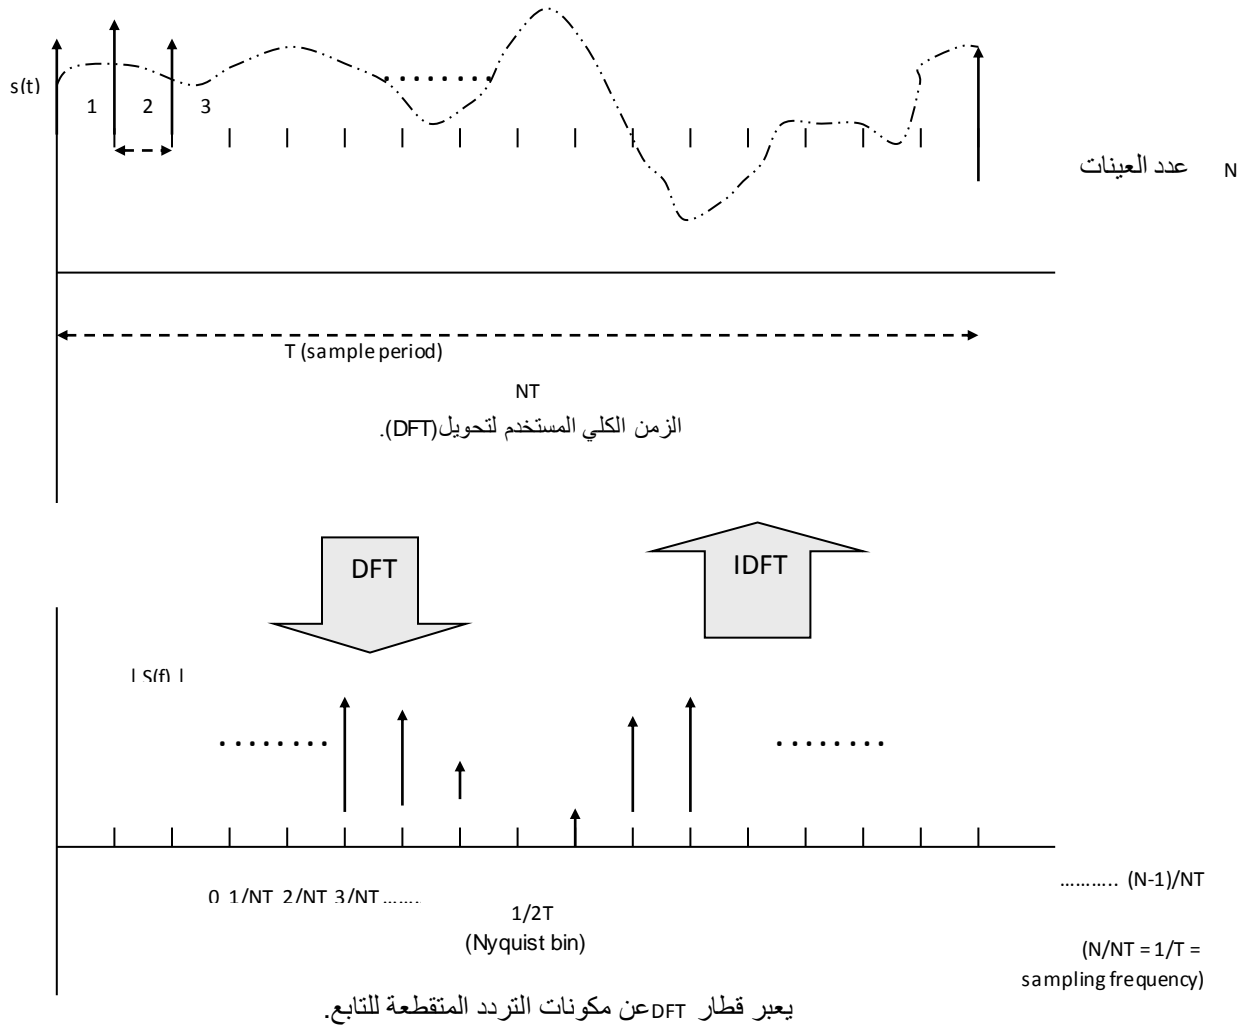 s(t)
1 2 3
N عدد العينات
T (sample period)
NT
الزمن الكلي المستخدم لتحويل(DFT).
DFT
IDFT
| S(f) |
0 1/NT 2/NT 3/NT ........
........... (N-1)/NT
1/2T
(Nyquist bin)
(N/NT = 1/T =
sampling frequency)
يعبر قطار DFT عن مكونات التردد المتقطعة للتابع.